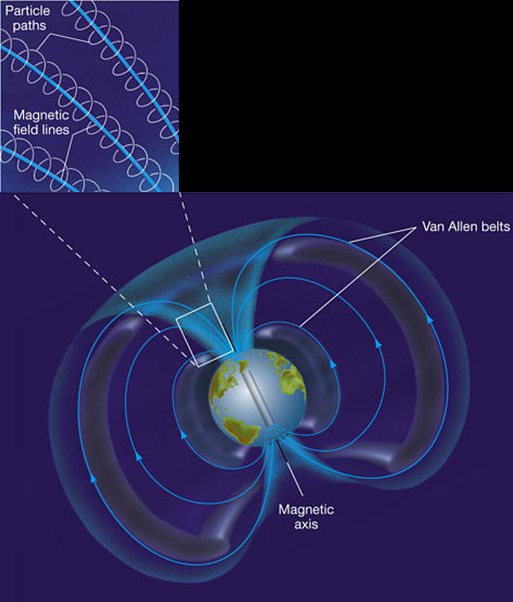 Particle
paths
Magnetic
field lines
Van Allen belts
Magnetic
axis